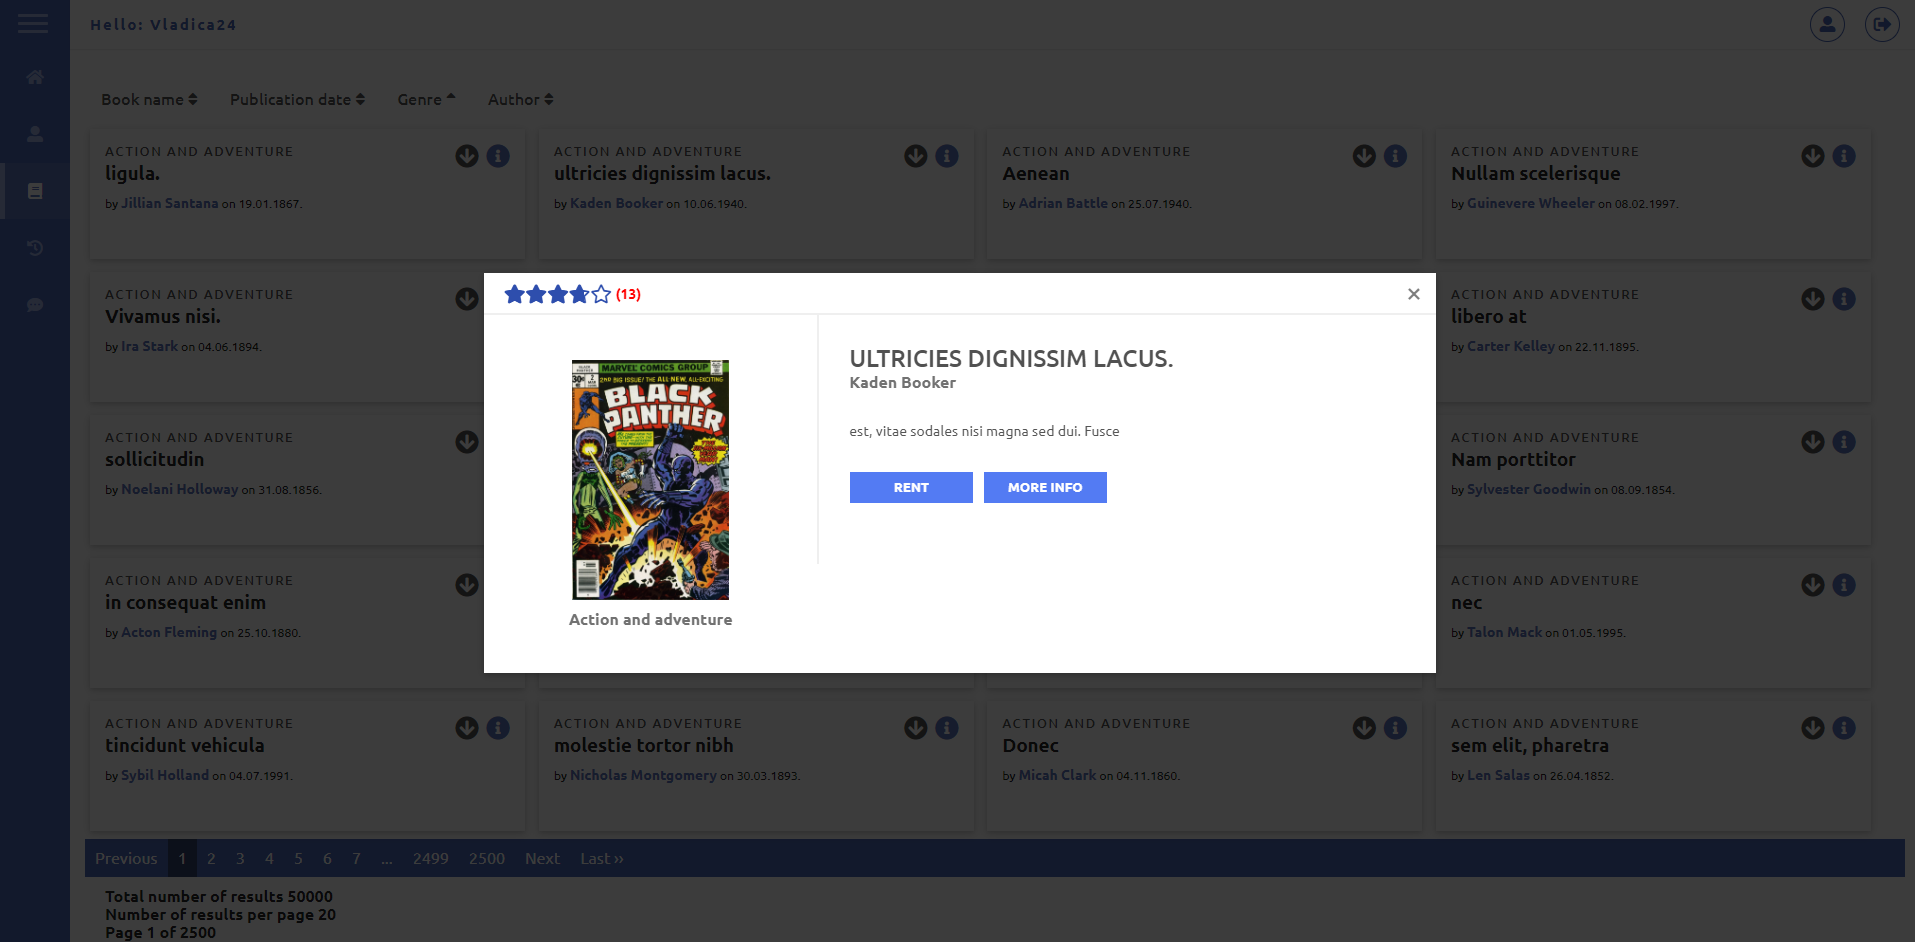 Hello: Vladica24
Book name Publication date Genre Author
ACTION AND ADVENTURE
ligula.
by Jillian Santana on 19.01.1867.
ACTION AND ADVENTURE
ultricies dignissim lacus.
by Kaden Booker on 10.06.1940.
ACTION AND ADVENTURE
Aenean
by Adrian Battle on 25.07.1940.
ACTION AND ADVENTURE
Nullam scelerisque
by Guinevere Wheeler on 08.02.1997.
ACTION AND ADVENTURE
Vivamus nisi.
by Ira Stark on 04.06.1894.
(13)
ULTRICIES DIGNISSIM LACUS.
Kaden Booker
est, vitae sodales nisi magna sed dui. Fusce
RENT MORE INFO
MARVEL COMICS GROUP
30¢
2ND BIG ISSUE! THE ALL-NEW, ALL-EXCITING
BLACK
PANTHER
Action and adventure
ACTION AND ADVENTURE
libero at
by Carter Kelley on 22.11.1895.
ACTION AND ADVENTURE
sollicitudin
by Noelani Holloway on 31.08.1856.
ACTION AND ADVENTURE
Nam porttitor
by Sylvester Goodwin on 08.09.1854.
ACTION AND ADVENTURE
in consequat enim
by Acton Fleming on 25.10.1880.
ACTION AND ADVENTURE
nec
by Talon Mack on 01.05.1995.
ACTION AND ADVENTURE
tincidunt vehicula
by Sybil Holland on 04.07.1991.
ACTION AND ADVENTURE
molestie tortor nibh
by Nicholas Montgomery on 30.03.1893.
ACTION AND ADVENTURE
Donec
by Micah Clark on 04.11.1860.
ACTION AND ADVENTURE
sem elit, pharetra
by Len Salas on 26.04.1852.
Previous 1 2 3 4 5 6 7 ... 2499 2500 Next Last ››
Total number of results 50000
Number of results per page 20
Page 1 of 2500